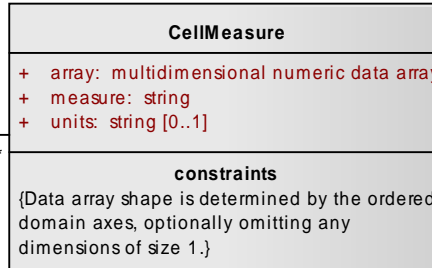 CellMeasure
+ array: multidimensional numeric data array
+ measure: string
+ units: string [0..1]
*
constraints
{Data array shape is determined by the ordered
domain axes, optionally omitting any
dimensions of size 1.}